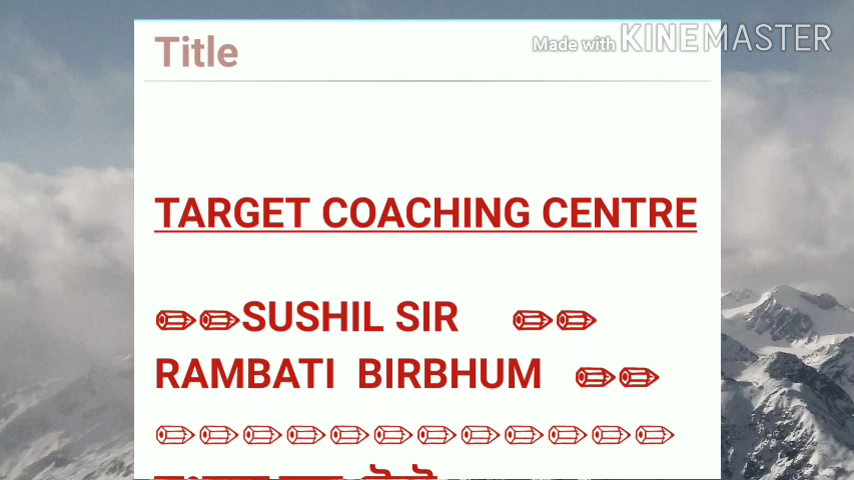 Title
Made with KINEMASTER
TARGET COACHING CENTRE
✏✏SUSHIL SIR ✏✏
RAMBATI BIRBHUM ✏✏
✏✏✏✏✏✏✏✏✏✏✏✏